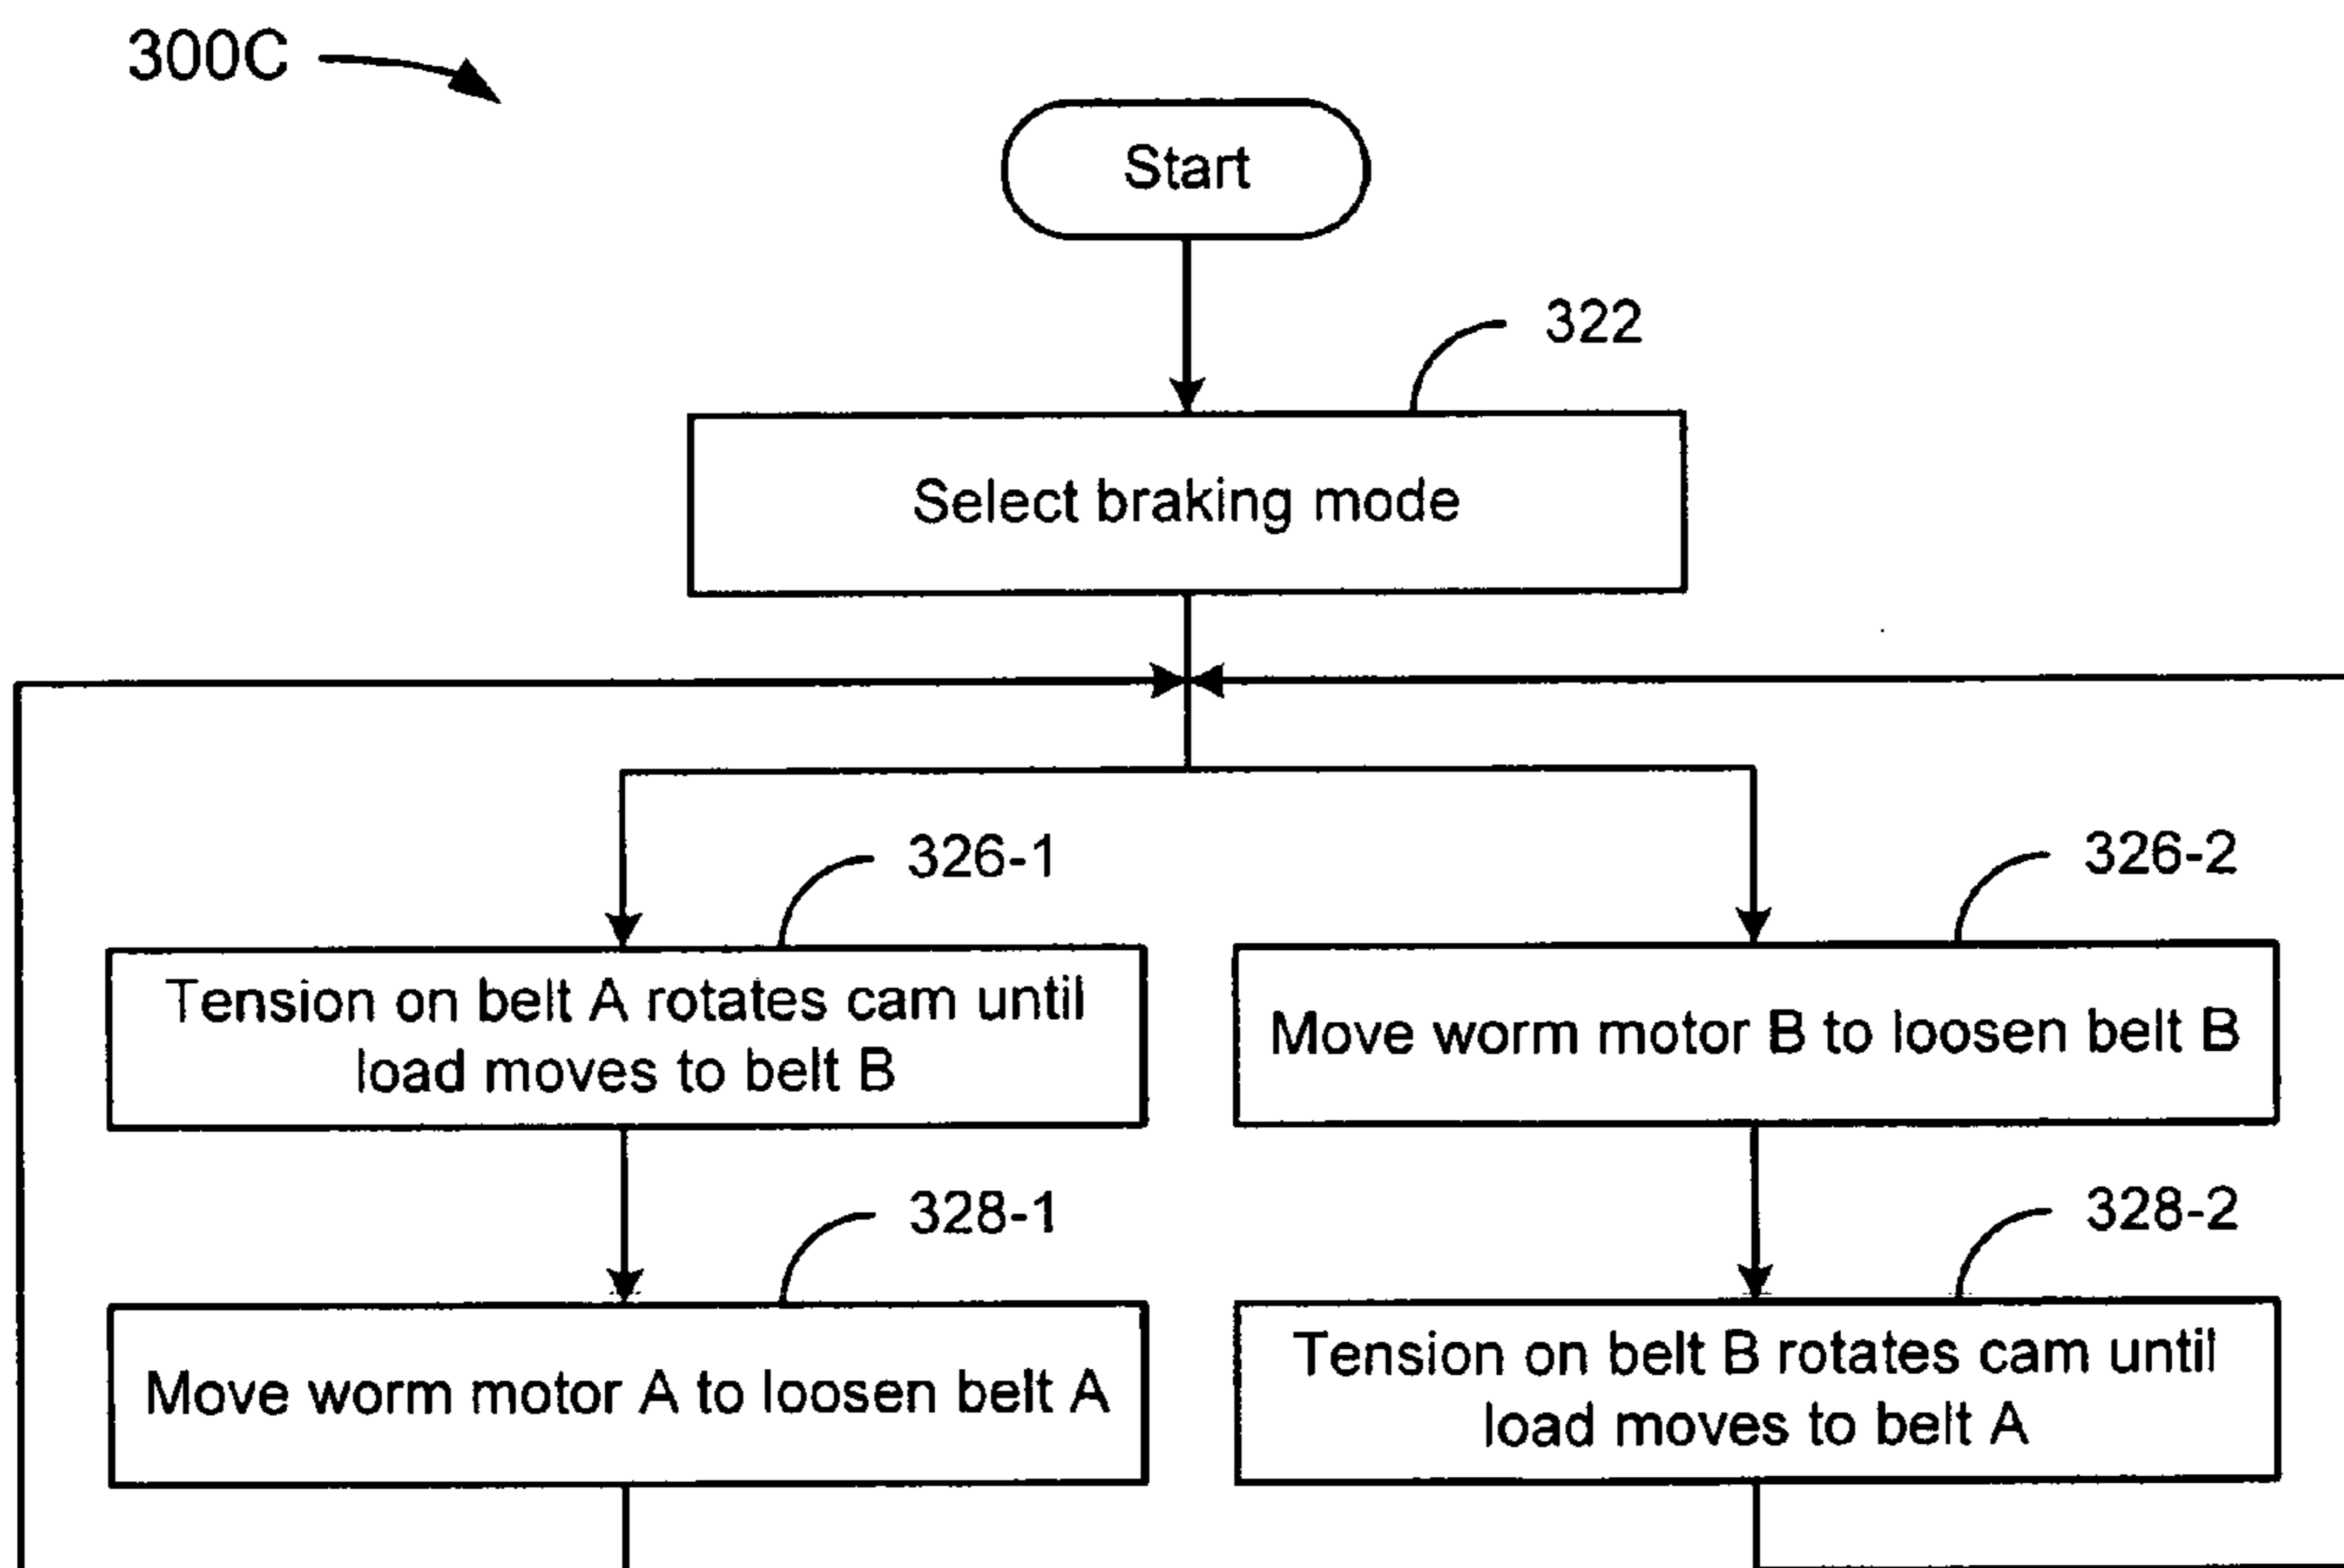 300C
Start
322
Select braking mode
326-1
Tension on belt A rotates cam until
load moves to belt B
326-2
Move worm motor B to loosen belt B
328-1
Move worm motor A to loosen belt A
328-2
Tension on belt B rotates cam until
load moves to belt A